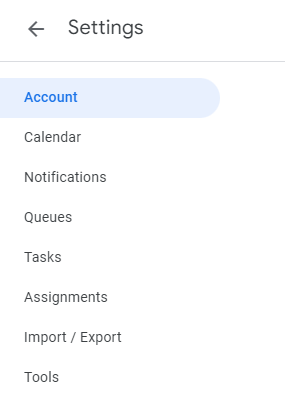 Settings
Account
Calendar
Notifications
Queues
Tasks
Assignments
Import / Export
Tools